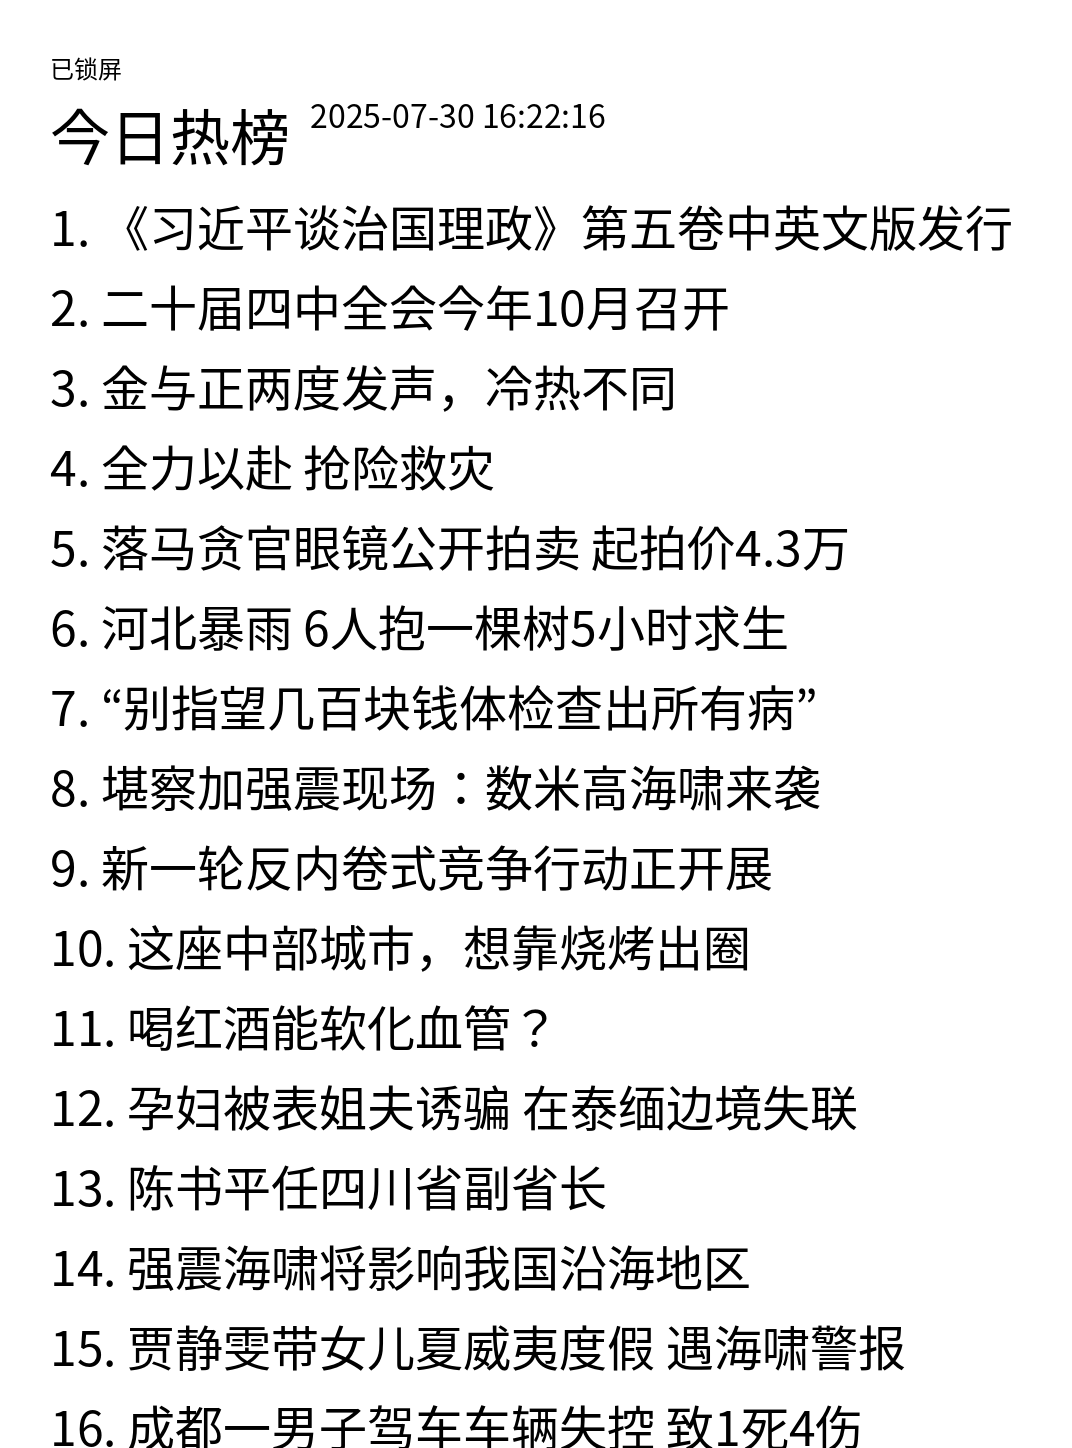 已锁屏
今日热榜 2025-07-30 16:22:16
1. 《习近平谈治国理政》第五卷中英文版发行
2. 二十届四中全会今年10月召开
3. 金与正两度发声，冷热不同
4. 全力以赴 抢险救灾
5. 落马贪官眼镜公开拍卖 起拍价4.3万
6. 河北暴雨 6人抱一棵树5小时求生
7. “别指望几百块钱体检查出所有病”
8. 堪察加强震现场：数米高海啸来袭
9. 新一轮反内卷式竞争行动正开展
10. 这座中部城市，想靠烧烤出圈
11. 喝红酒能软化血管？
12. 孕妇被表姐夫诱骗 在泰缅边境失联
13. 陈书平任四川省副省长
14. 强震海啸将影响我国沿海地区
15. 贾静雯带女儿夏威夷度假 遇海啸警报
16. 成都一男子驾车车辆失控 致1死4伤